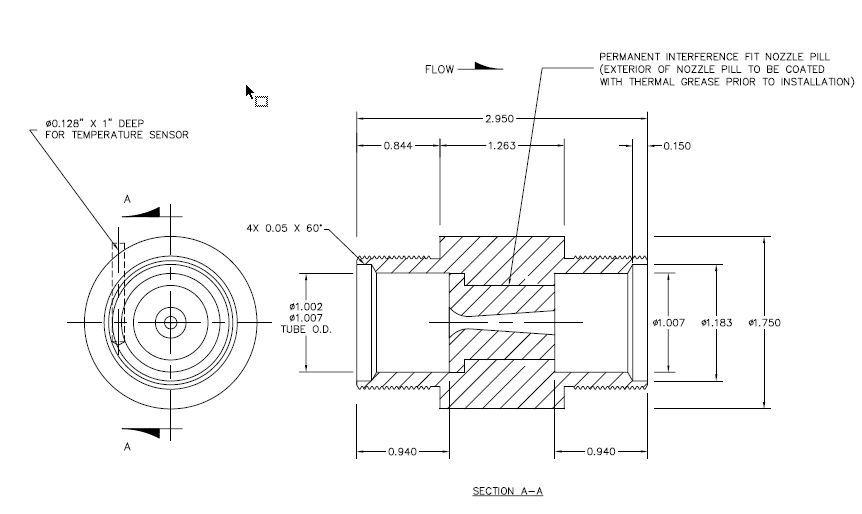 PERMANENT INTERFERENCE FIT NOZZLE PILL
(EXTERIOR OF NOZZLE PILL TO BE COATED
WITH THERMAL GREASE PRIOR TO INSTALLATION)
FLOW
2.950
ø0.128" X 1" DEEP
FOR TEMPERATURE SENSOR
0.844
1.263
0.150
A
4X 0.05 X 60°
ø1.002
ø1.007
TUBE O.D.
ø1.007
ø1.183
ø1.750
A
0.940
0.940
SECTION A-A